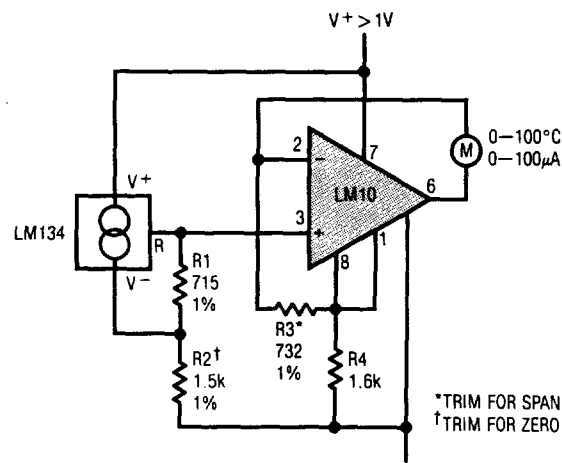 V+ > 1V
2
−
7
0–100°C
0–100µA
M
LM10
6
V+
LM134
R
3
+
8
1
V−
R1
715
1%
R3*
732
1%
R2†
1.5k
1%
R4
1.6k
*TRIM FOR SPAN
†TRIM FOR ZERO